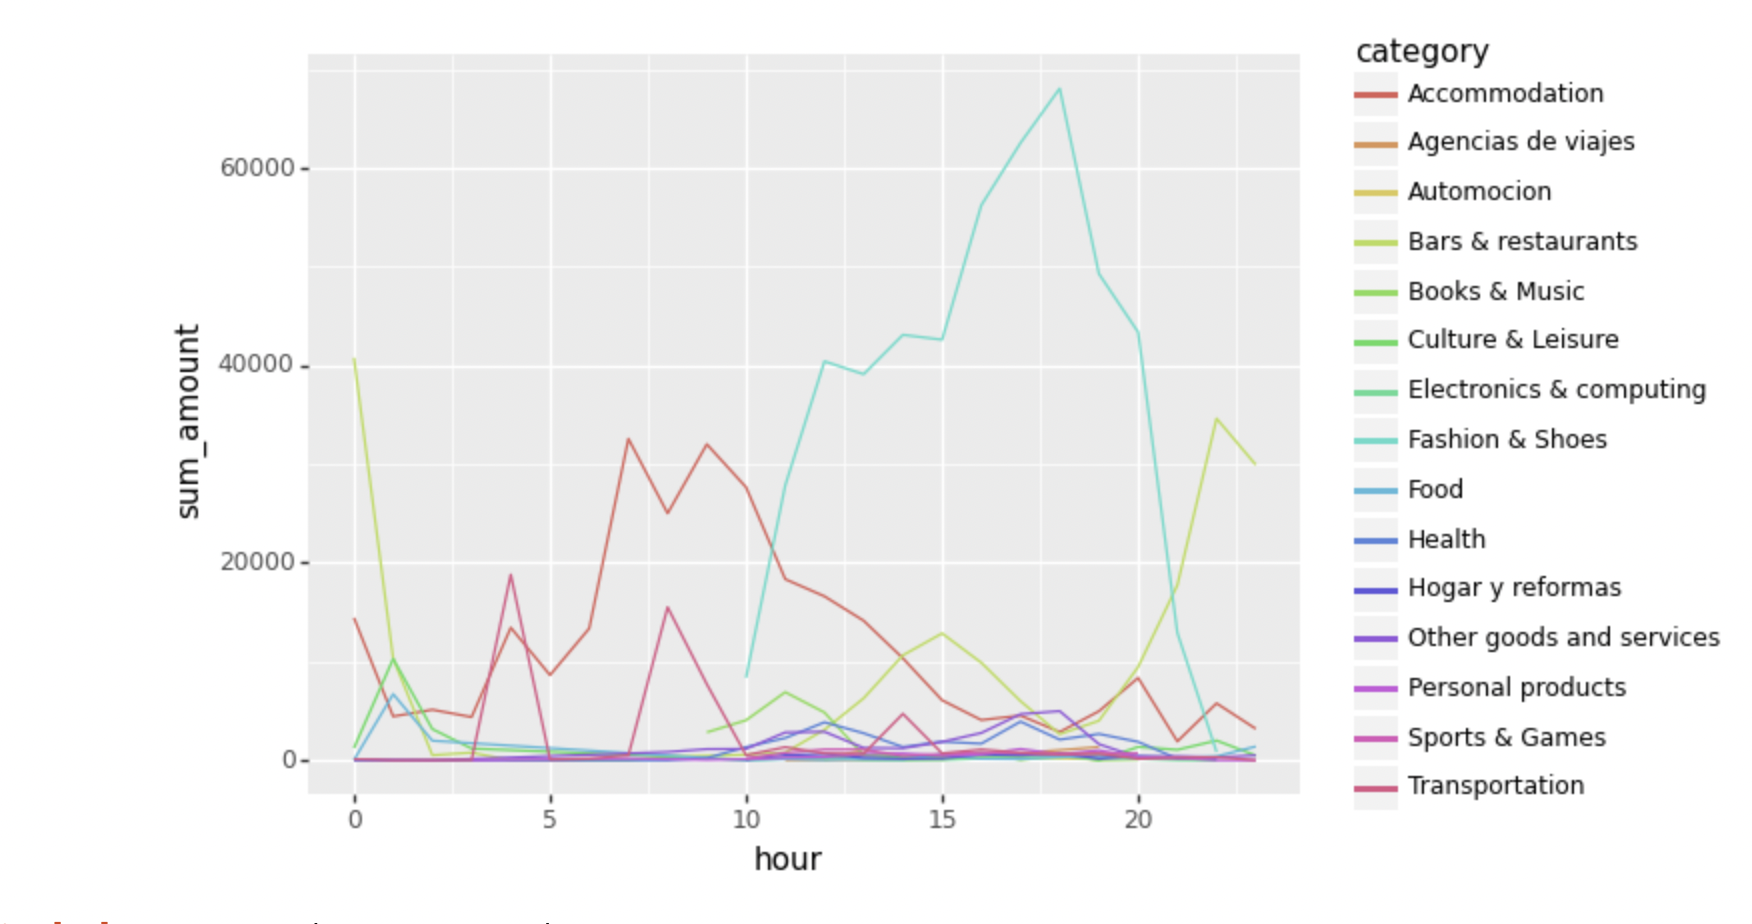 category
Accommodation
Agencias de viajes
Automocion
Bars & restaurants
Books & Music
Culture & Leisure
Electronics & computing
Fashion & Shoes
Food
Health
Hogar y reformas
Other goods and services
Personal products
Sports & Games
Transportation
sum_amount
60000
40000
20000
0
0 5 10 15 20
hour